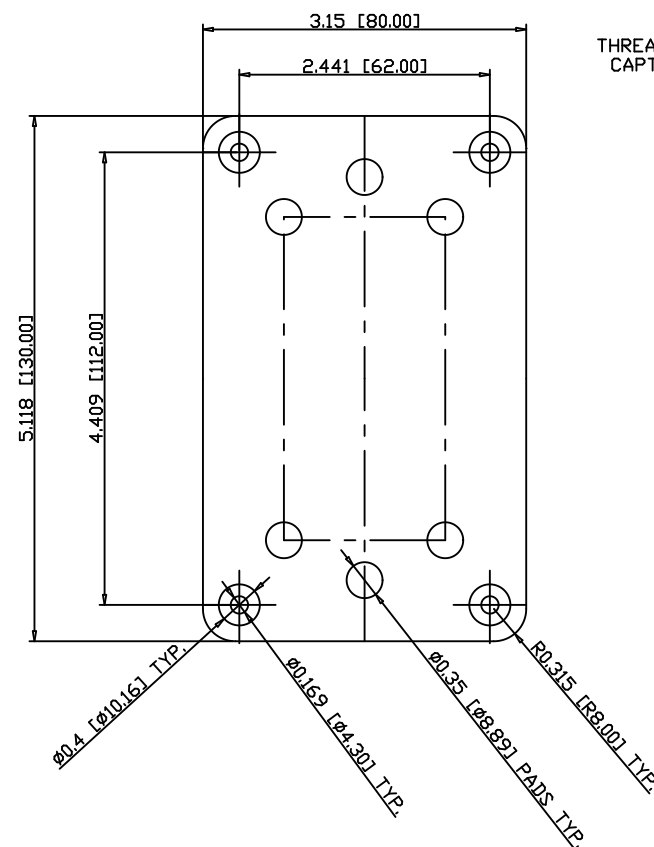 3.15 [80.00]
THREA
CAPT
2.441 [62.00]
5.118 [130.00]
4.409 [112.00]
Ø0.4 [Ø10.16] TYP.
Ø0.169 [Ø4.30] TYP.
Ø0.35 [Ø8.89] PADS TYP.
R0.315 [R8.00] TYP.